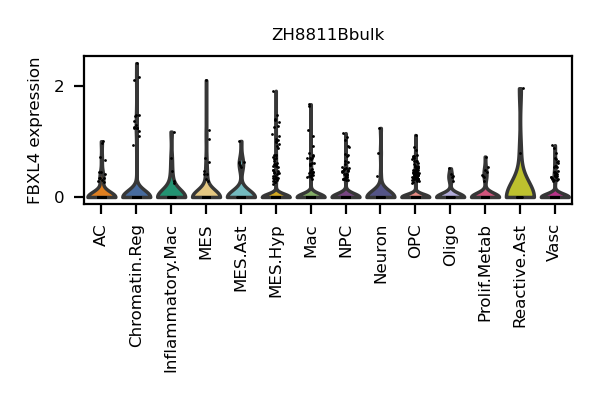 ZH8811Bbulk
FBXL4 expression
2
0
AC
Chromatin.Reg
Inflammatory.Mac
MES
MES.Ast
MES.Hyp
Mac
NPC
Neuron
OPC
Oligo
Prolif.Metab
Reactive.Ast
Vasc